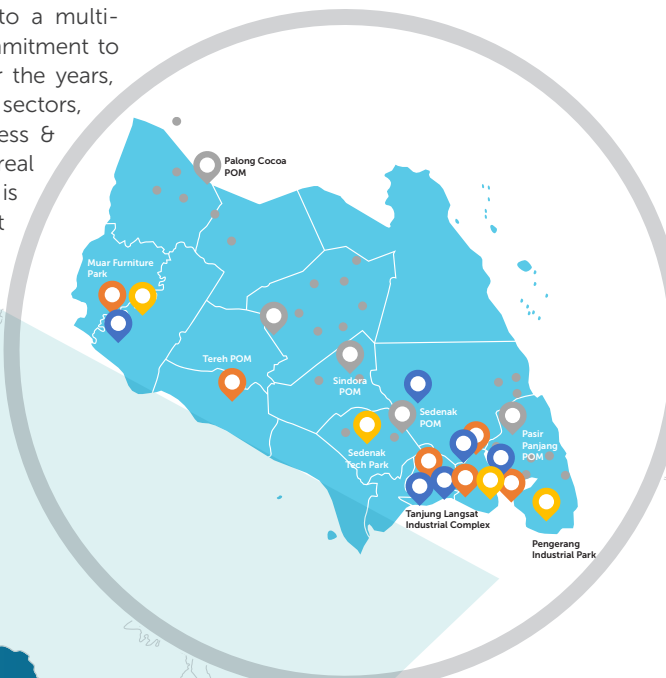 to a multi-
mmitment to
r the years,
sectors,
ess &
real
is
t
Palong Cocoa
POM
Muar Furniture
Park
Tereh POM
Sindora
POM
Sedenak
POM
Sedenak
Tech Park
Pasir
Panjang
POM
Tanjung Langsat
Industrial Complex
Pengerang
Industrial Park